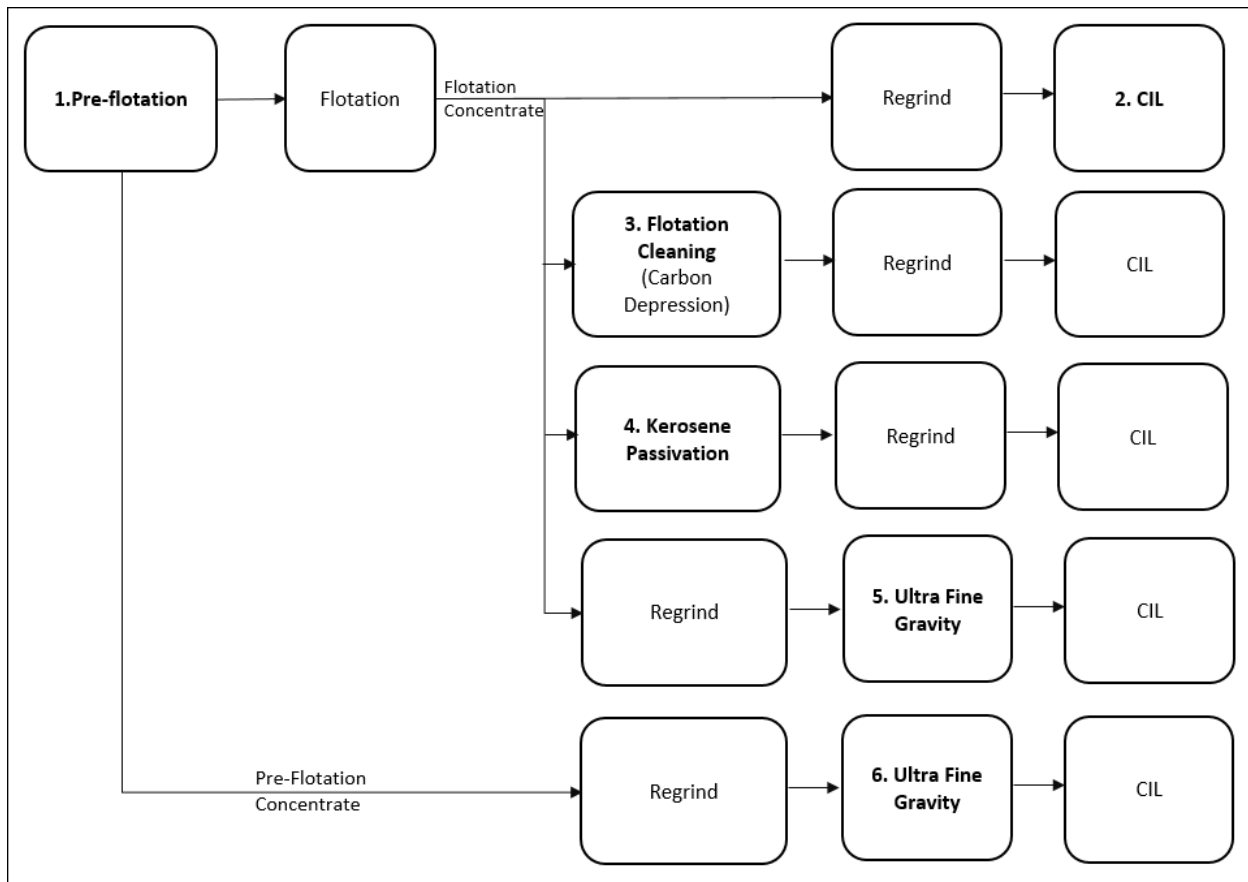 1.Pre-flotation
Flotation
Flotation
Concentrate
Regrind
2. CIL
3. Flotation
Cleaning
(Carbon
Depression)
Regrind
CIL
4. Kerosene
Passivation
Regrind
CIL
Regrind
5. Ultra Fine
Gravity
CIL
Pre-Flotation
Concentrate
Regrind
6. Ultra Fine
Gravity
CIL